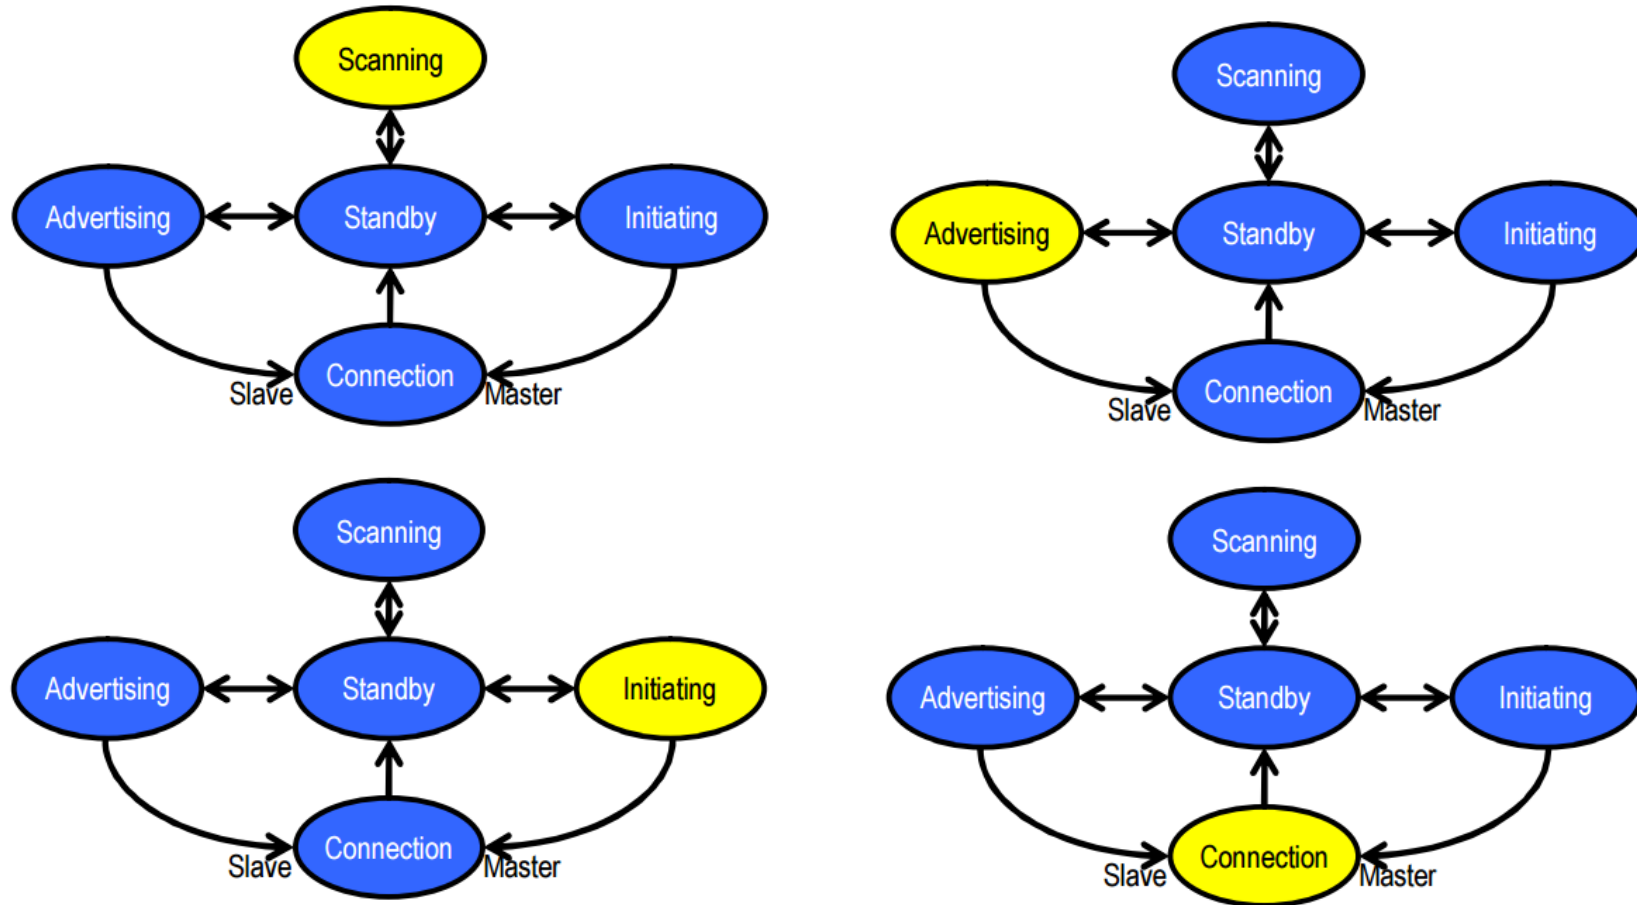 Scanning
Advertising
Standby
Initiating
Connection
Slave
Master
Scanning
Advertising
Standby
Initiating
Connection
Slave
Master
Scanning
Advertising
Standby
Initiating
Connection
Slave
Master
Scanning
Advertising
Standby
Initiating
Connection
Slave
Master